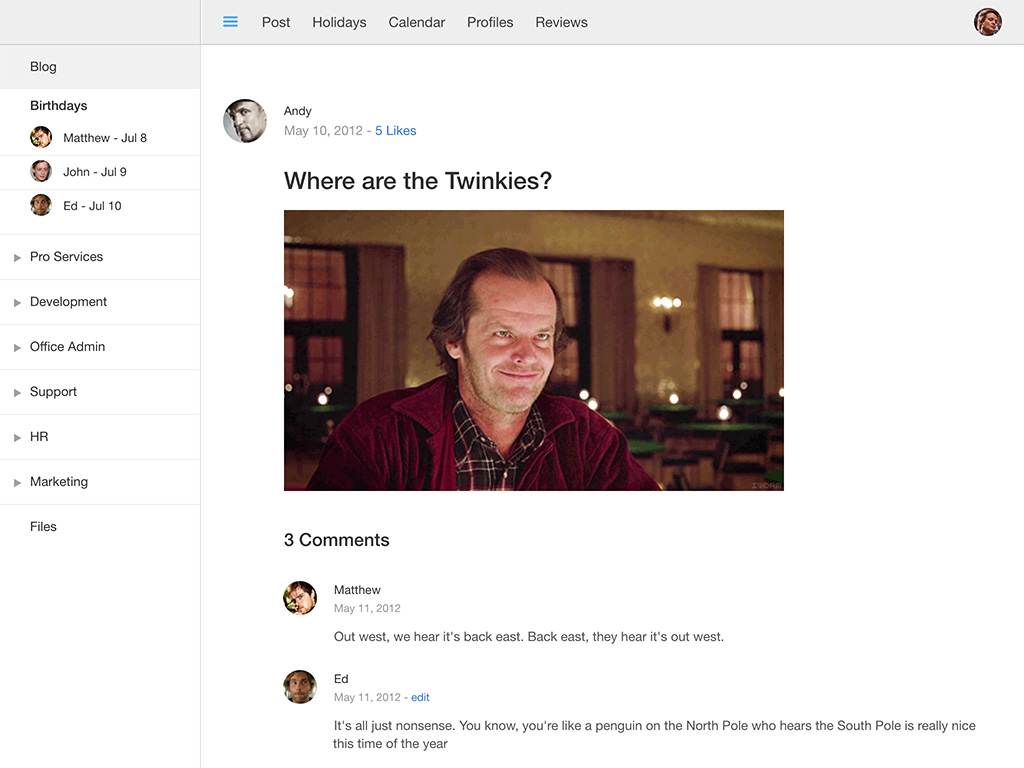 Post Holidays Calendar Profiles Reviews
Blog
Birthdays
Matthew - Jul 8
John - Jul 9
Ed - Jul 10
Pro Services
Development
Office Admin
Support
HR
Marketing
Files
Andy
May 10, 2012 - 5 Likes
Where are the Twinkies?
3 Comments
Matthew
May 11, 2012
Out west, we hear it's back east. Back east, they hear it's out west.
Ed
May 11, 2012 - edit
It's all just nonsense. You know, you're like a penguin on the North Pole who hears the South Pole is really nice
this time of the year